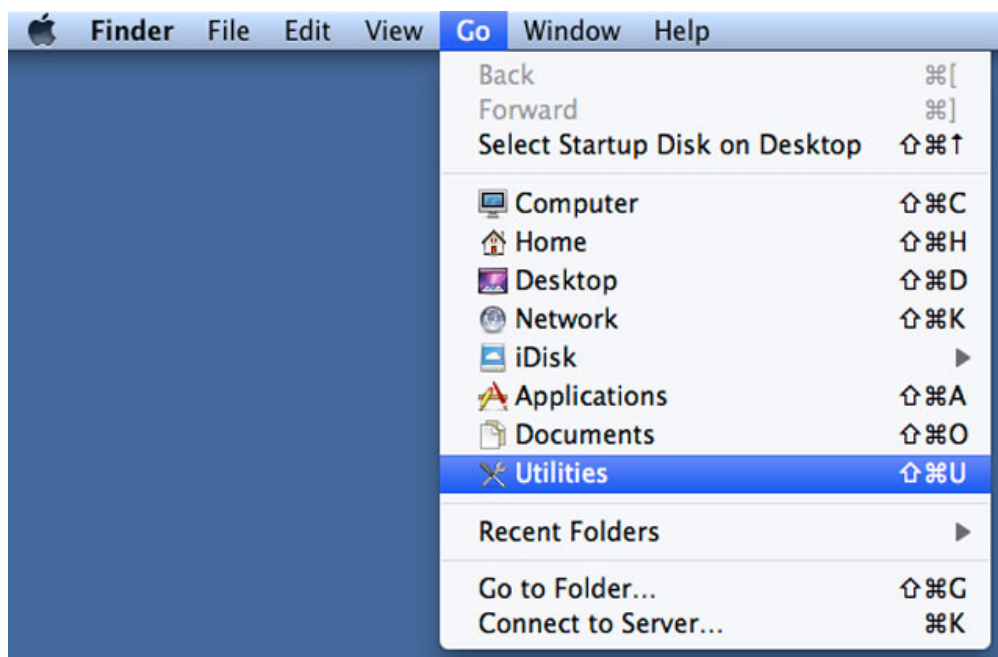 Finder File Edit View Go Window Help
Back ⌘[
Forward ⌘]
Select Startup Disk on Desktop ⇧⌘↑
Computer ⇧⌘C
Home ⇧⌘H
Desktop ⇧⌘D
Network ⇧⌘K
iDisk ▶
Applications ⇧⌘A
Documents ⇧⌘O
Utilities ⇧⌘U
Recent Folders ▶
Go to Folder... ⇧⌘G
Connect to Server... ⌘K